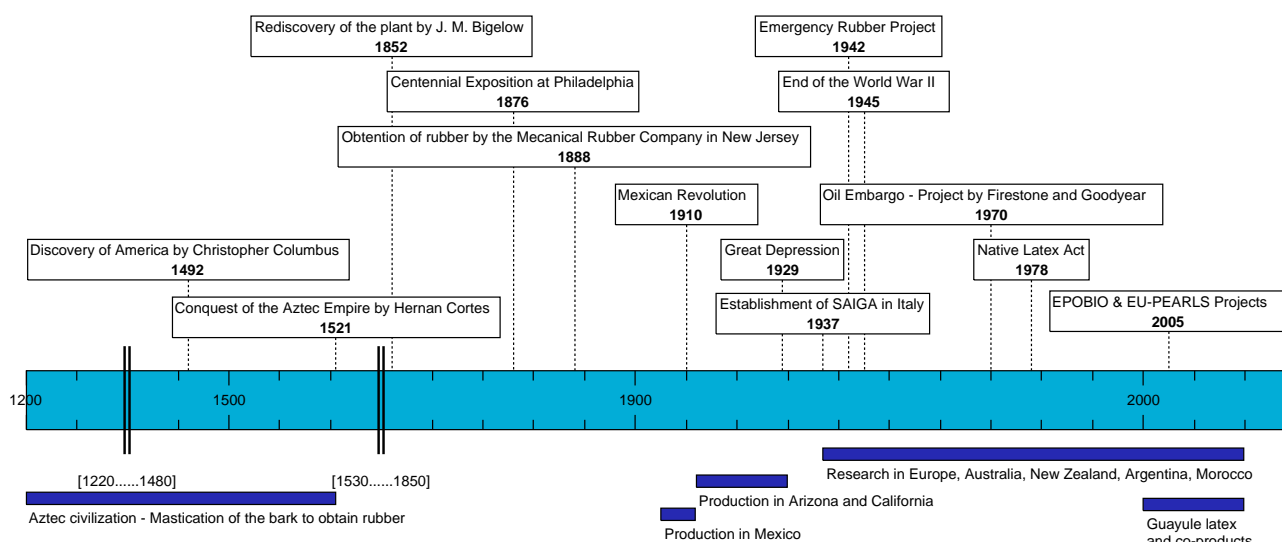 Rediscovery of the plant by J. M. Bigelow
1852
Emergency Rubber Project
1942
Centennial Exposition at Philadelphia
1876
End of the World War II
1945
Obtention of rubber by the Mecanical Rubber Company in New Jersey
1888
Mexican Revolution
1910
Oil Embargo - Project by Firestone and Goodyear
1970
Discovery of America by Christopher Columbus
1492
Great Depression
1929
Native Latex Act
1978
Conquest of the Aztec Empire by Hernan Cortes
1521
Establishment of SAIGA in Italy
1937
EPOBIO & EU-PEARLS Projects
2005
1200 1500 1900 2000
[1220......1480] [1530......1850]
Research in Europe, Australia, New Zealand, Argentina, Morocco
Production in Arizona and California
Aztec civilization - Mastication of the bark to obtain rubber
Production in Mexico
Guayule latex
and co-products